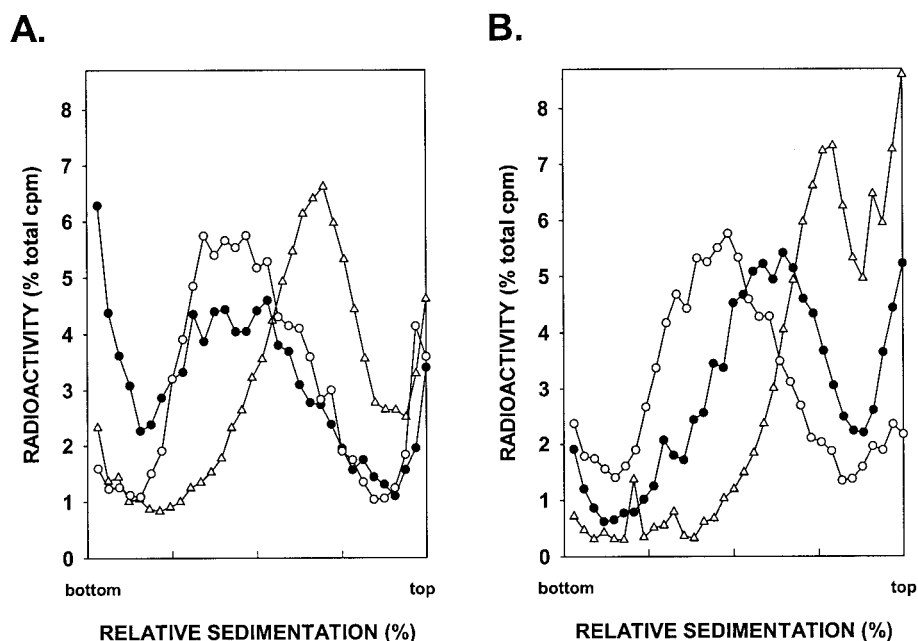 A.
B.
RADIOACTIVITY (% total cpm)
8
7
6
5
4
3
2
1
0
bottom
top
RELATIVE SEDIMENTATION (%)
RADIOACTIVITY (% total cpm)
8
7
6
5
4
3
2
1
0
bottom
top
RELATIVE SEDIMENTATION (%)